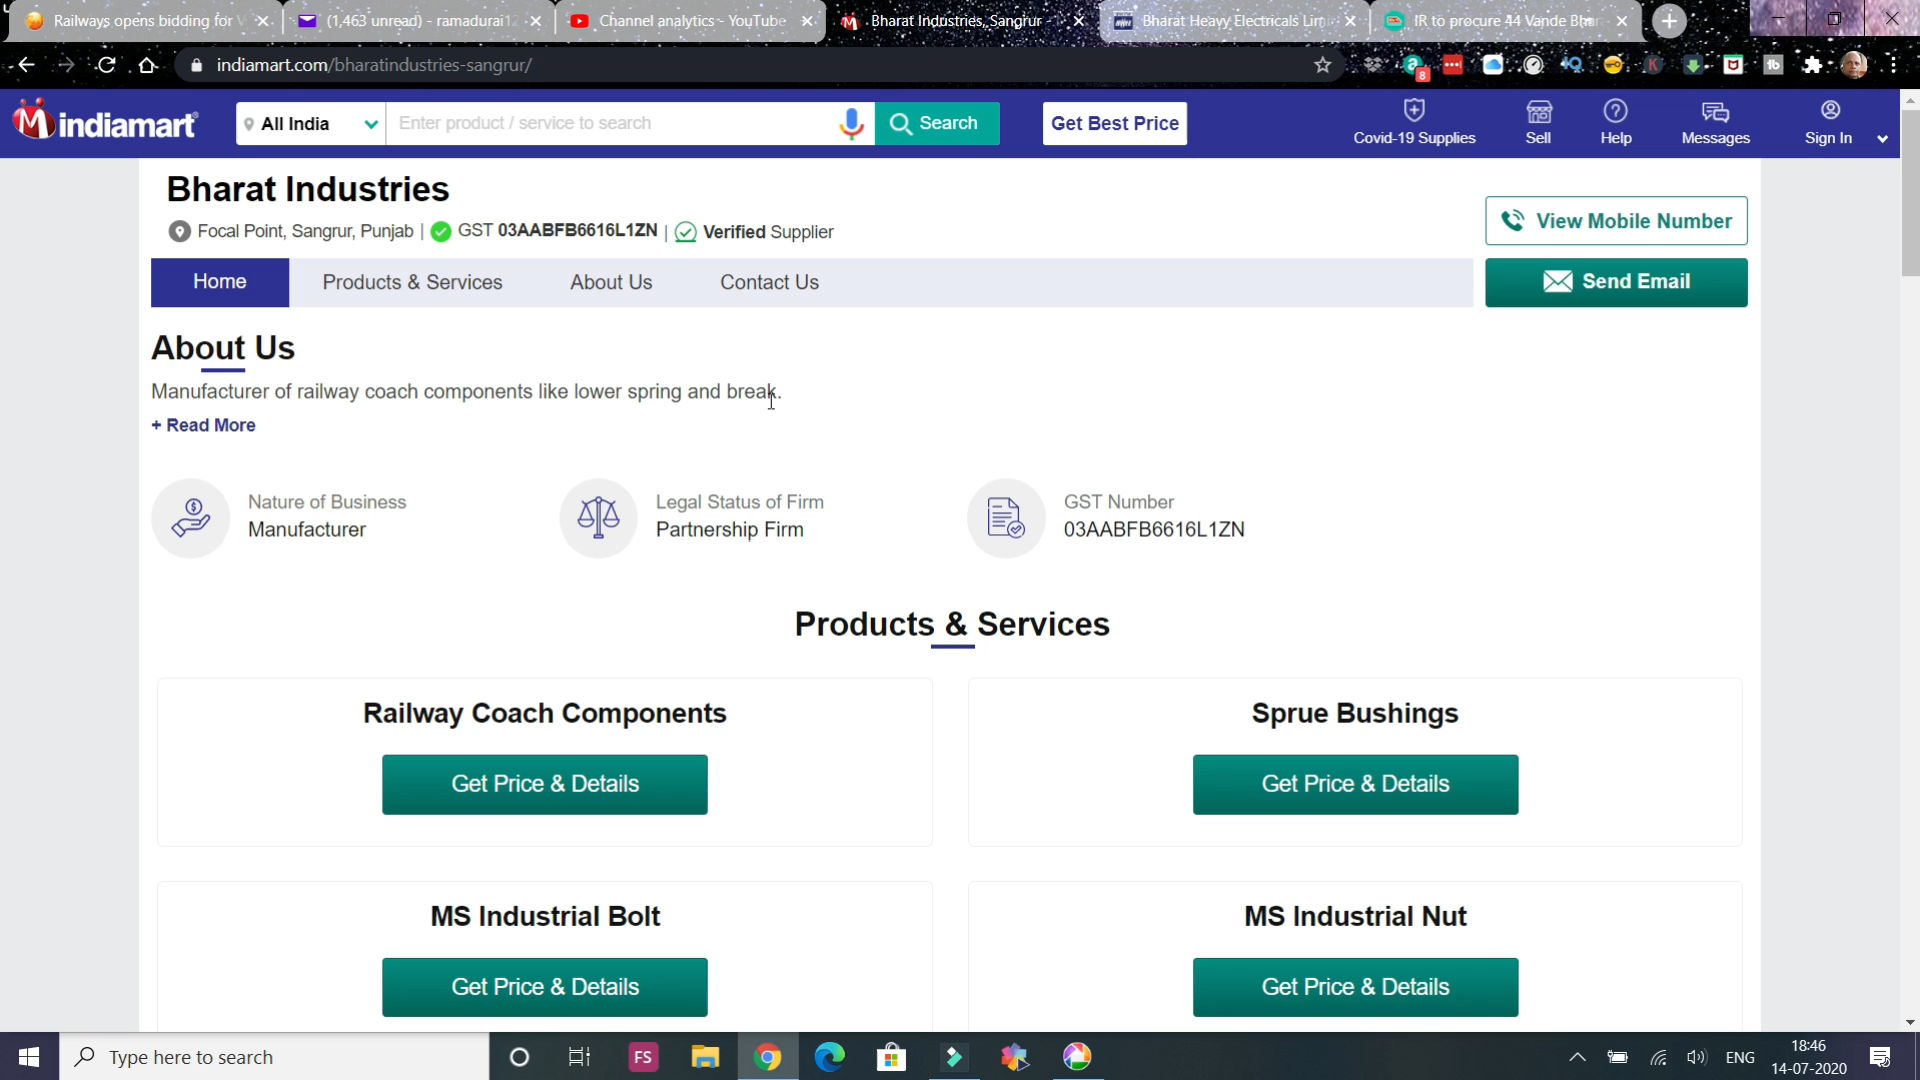 Railways opens bidding for V
(1,463 unread) - ramadurai12
Channel analytics - YouTube
Bharat Industries, Sangrur
Bharat Heavy Electricals Lim
IR to procure 44 Vande Bhar
indiamart.com/bharatindustries-sangrur/
8
indiamart
All India
Enter product / service to search
Search
Get Best Price
Covid-19 Supplies
Sell
Help
Messages
Sign In
Bharat Industries
Focal Point, Sangrur, Punjab | GST 03AABFB6616L1ZN | Verified Supplier
View Mobile Number
Home
Products & Services
About Us
Contact Us
Send Email
About Us
Manufacturer of railway coach components like lower spring and break.
+ Read More
Nature of Business
Manufacturer
Legal Status of Firm
Partnership Firm
GST Number
03AABFB6616L1ZN
Products & Services
Railway Coach Components
Get Price & Details
Sprue Bushings
Get Price & Details
MS Industrial Bolt
Get Price & Details
MS Industrial Nut
Get Price & Details
Type here to search
FS
ENG
18:46
14-07-2020